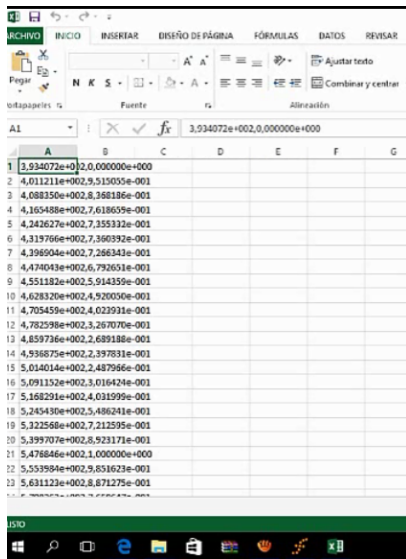 ARCHIVO INICIO INSERTAR DISEÑO DE PÁGINA FÓRMULAS DATOS REVISAR
Pegar
N K S
A A
Ajustar texto
Combinar y centrar
Portapapeles Fuente Alineación
A1 fx 3,934072e+002,0,000000e+000
A B C D E F G
1 3,934072e+002,0,000000e+000
2 4,011211e+002,9,515055e-001
3 4,088350e+002,8,368186e-001
4 4,165488e+002,7,618659e-001
5 4,242627e+002,7,355332e-001
6 4,319766e+002,7,360392e-001
7 4,396904e+002,7,266343e-001
8 4,474043e+002,6,792651e-001
9 4,551182e+002,5,914359e-001
10 4,628320e+002,4,920050e-001
11 4,705459e+002,4,023931e-001
12 4,782598e+002,3,267070e-001
13 4,859736e+002,2,689188e-001
14 4,936875e+002,2,397831e-001
15 5,014014e+002,2,487966e-001
16 5,091152e+002,3,016424e-001
17 5,168291e+002,4,031999e-001
18 5,245430e+002,5,486241e-001
19 5,322568e+002,7,212595e-001
20 5,399707e+002,8,923171e-001
21 5,476846e+002,1,000000e+000
22 5,553984e+002,9,851623e-001
23 5,631123e+002,8,871275e-001
LISTO